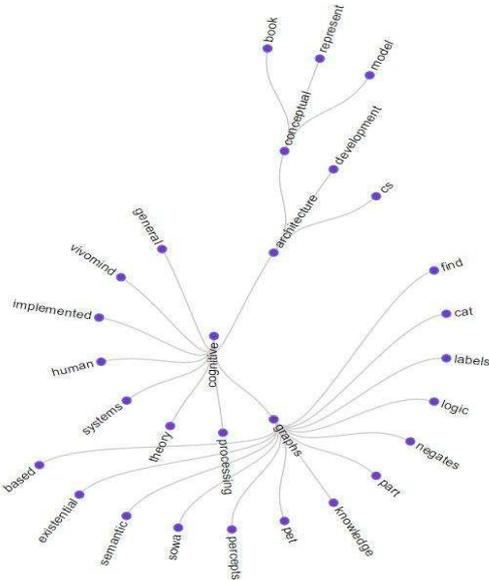 book
represent
model
conceptual
development
cs
architecture
general
vivomind
implemented
human
systems
theory
cognitive
processing
graphs
find
cat
labels
logic
negates
part
knowledge
pet
percepts
sowa
semantic
existential
based